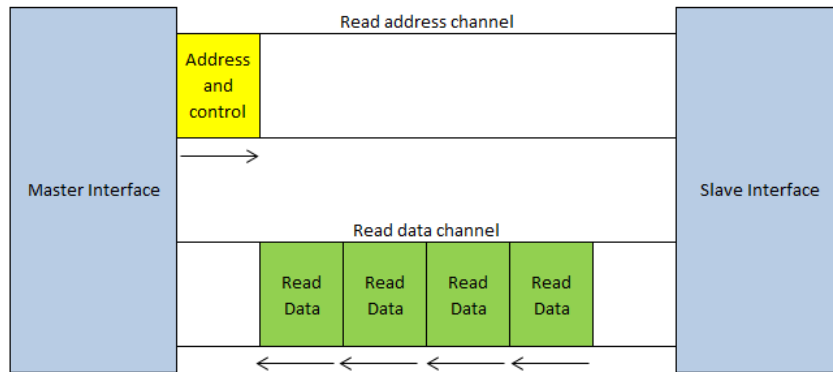 Read address channel
Address
and
control
Master Interface
Slave Interface
Read data channel
Read
Data
Read
Data
Read
Data
Read
Data